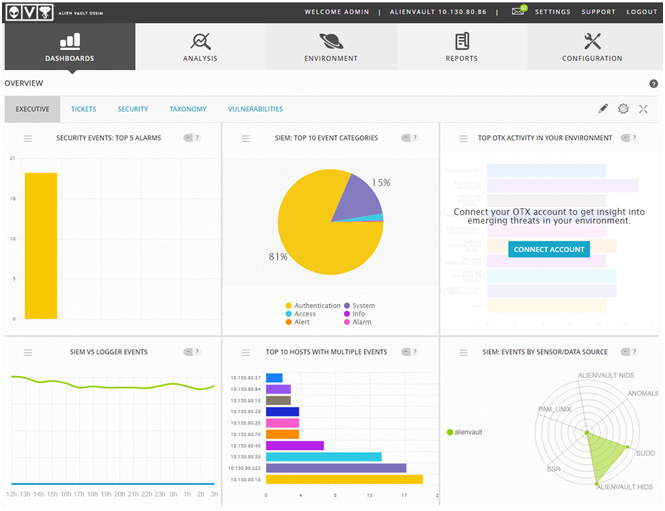 ALIEN VAULT OSSIM
WELCOME ADMIN | ALIENVAULT 10.130.80.86 | SETTINGS SUPPORT LOGOUT
DASHBOARDS ANALYSIS ENVIRONMENT REPORTS CONFIGURATION
OVERVIEW ?
EXECUTIVE TICKETS SECURITY TAXONOMY VULNERABILITIES
SECURITY EVENTS: TOP 5 ALARMS ?
21
10
5
0
SIEM: TOP 10 EVENT CATEGORIES ?
15%
81%
Authentication System
Access Info
Alert Alarm
TOP OTX ACTIVITY IN YOUR ENVIRONMENT ?
Connect your OTX account to get insight into
emerging threats in your environment.
CONNECT ACCOUNT
SIEM VS LOGGER EVENTS ?
12h 13h 14h 15h 16h 17h 18h 19h 20h 21h 22h 23h 0h 1h 2h 3h
TOP 10 HOSTS WITH MULTIPLE EVENTS ?
10.130.80.57
10.130.80.94
10.130.80.10
10.130.80.29
10.130.80.20
10.130.80.70
10.130.80.40
10.130.80.38
10.130.80.222
10.130.80.18
0 4 8 12 15 17 2
SIEM: EVENTS BY SENSOR/DATA SOURCE ?
alienvault
ALIENVAULT NIDS
ANOMALI
PAM_UNIX
SUDO
SSH
ALIENVAULT HIDS